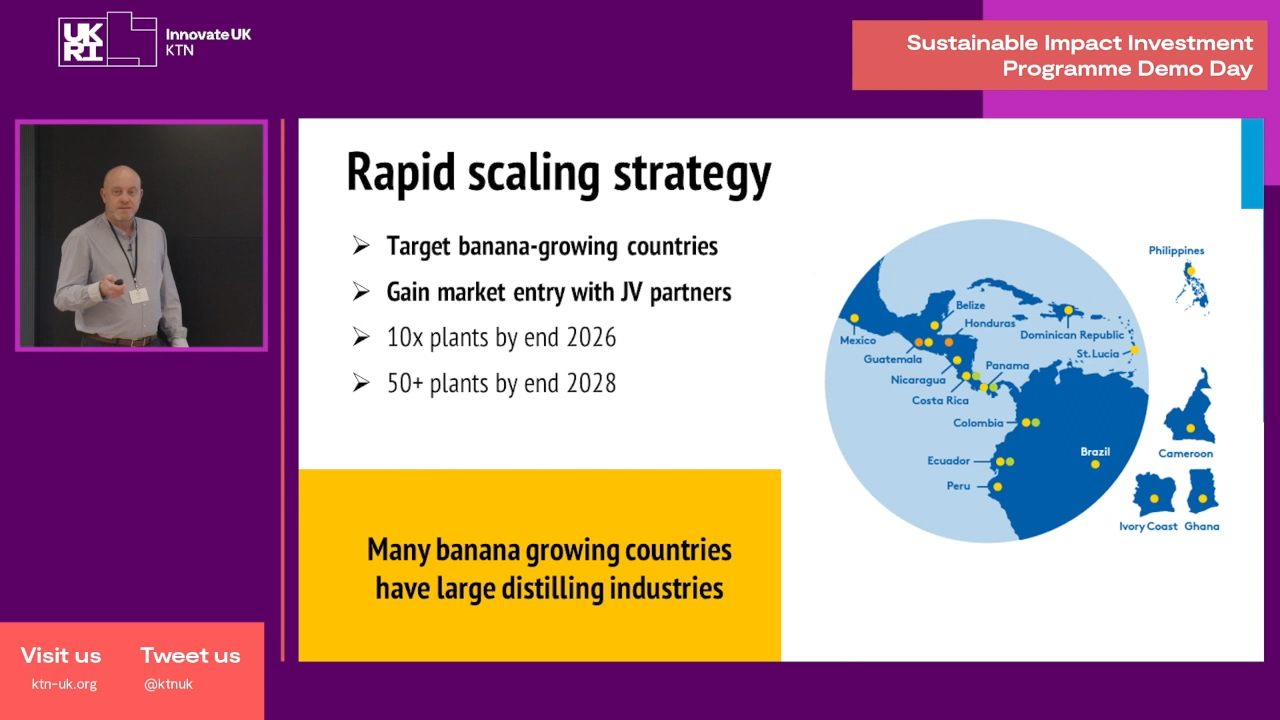 UK
RI
Innovate UK
KTN
Sustainable Impact Investment
Programme Demo Day
Rapid scaling strategy
Target banana-growing countries
Gain market entry with JV partners
10x plants by end 2026
50+ plants by end 2028
Many banana growing countries
have large distilling industries
Philippines
Belize
Honduras
Dominican Republic
Mexico
St.Lucia
Guatemala
Panama
Nicaragua
Costa Rica
Colombia
Brazil
Cameroon
Ecuador
Peru
Ivory Coast
Ghana
Visit us
Tweet us
ktn-uk.org
@ktnuk